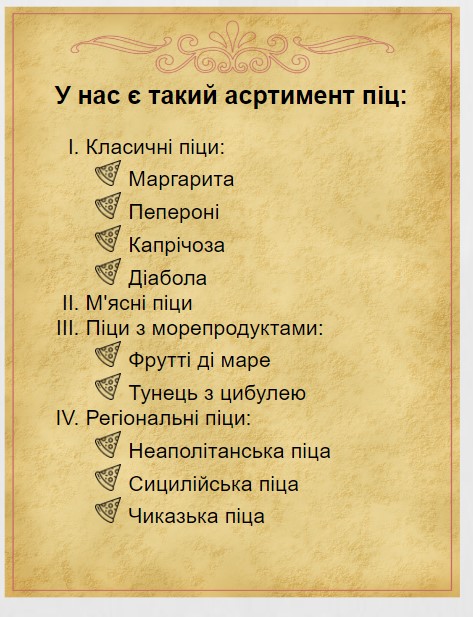 У нас є такий асртимент піц:
I. Класичні піци:
Маргарита
Пепероні
Капрічоза
Діабола
II. М'ясні піци
III. Піци з морепродуктами:
Фрутті ді маре
Тунець з цибулею
IV. Регіональні піци:
Неаполітанська піца
Сицилійська піца
Чиказька піца